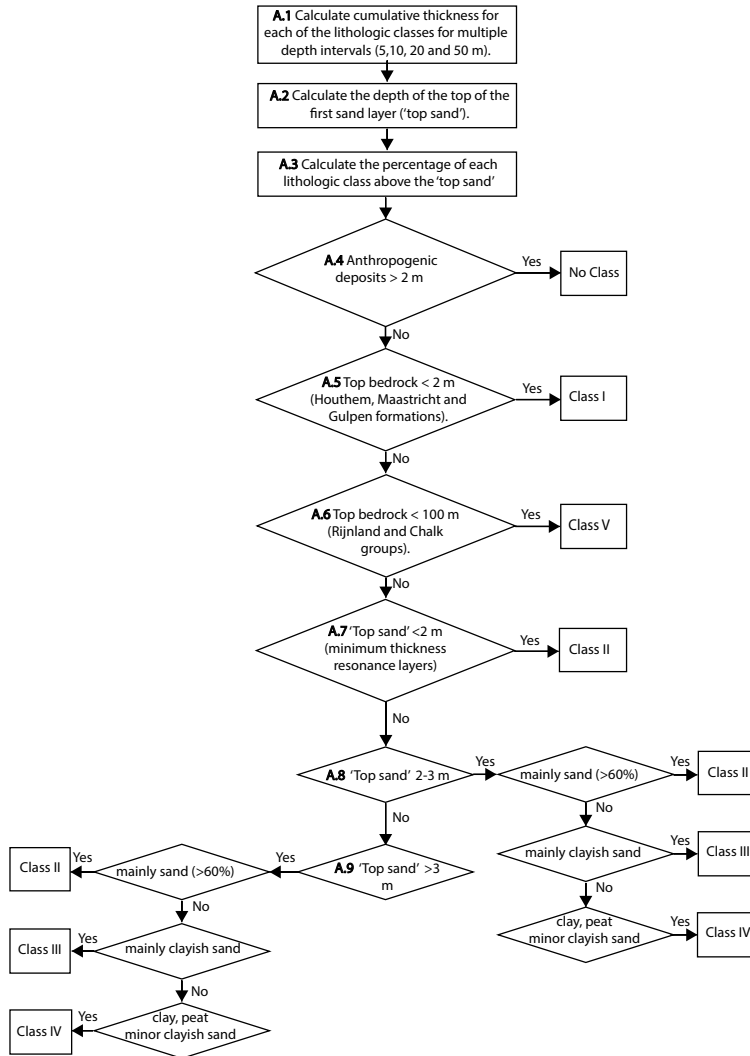 A.1 Calculate cumulative thickness for
each of the lithologic classes for multiple
depth intervals (5,10, 20 and 50 m).
A.2 Calculate the depth of the top of the
first sand layer ('top sand').
A.3 Calculate the percentage of each
lithologic class above the 'top sand'
A.4 Anthropogenic
deposits > 2 m
Yes
No Class
No
A.5 Top bedrock < 2 m
(Houthem, Maastricht and
Gulpen formations).
Yes
Class I
No
A.6 Top bedrock < 100 m
(Rijnland and Chalk
groups).
Yes
Class V
No
A.7 'Top sand' <2 m
(minimum thickness
resonance layers)
Yes
Class II
No
A.8 'Top sand' 2-3 m
Yes
mainly sand (>60%)
Yes
Class II
No
mainly clayish sand
Yes
Class III
No
clay, peat
minor clayish sand
Yes
Class IV
No
A.9 'Top sand' >3
m
Yes
mainly sand (>60%)
Yes
Class II
No
mainly clayish sand
Yes
Class III
No
clay, peat
minor clayish sand
Yes
Class IV